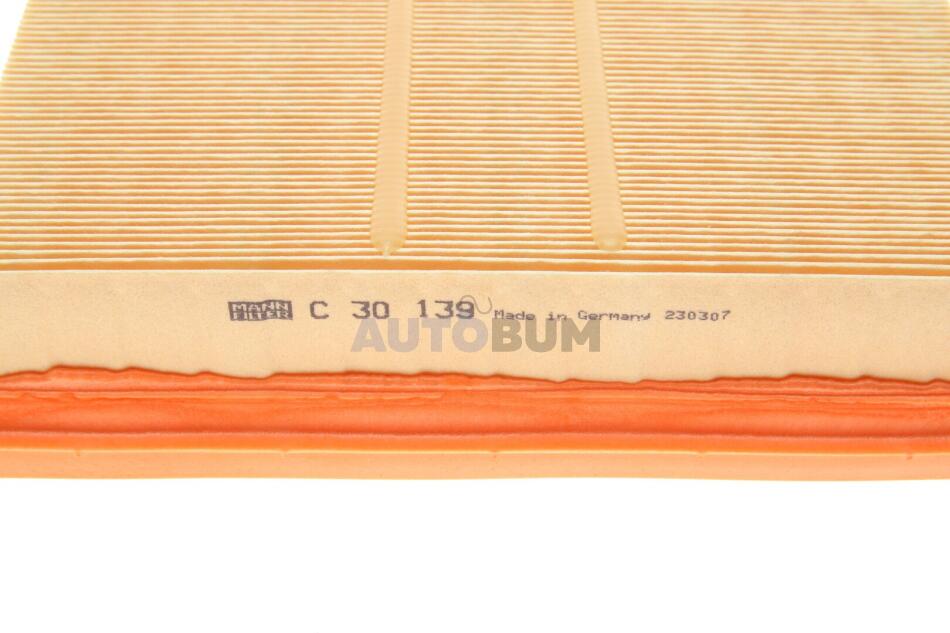 MANN FILTER C 30 139 Made in Germany 230307
AUTOBUM